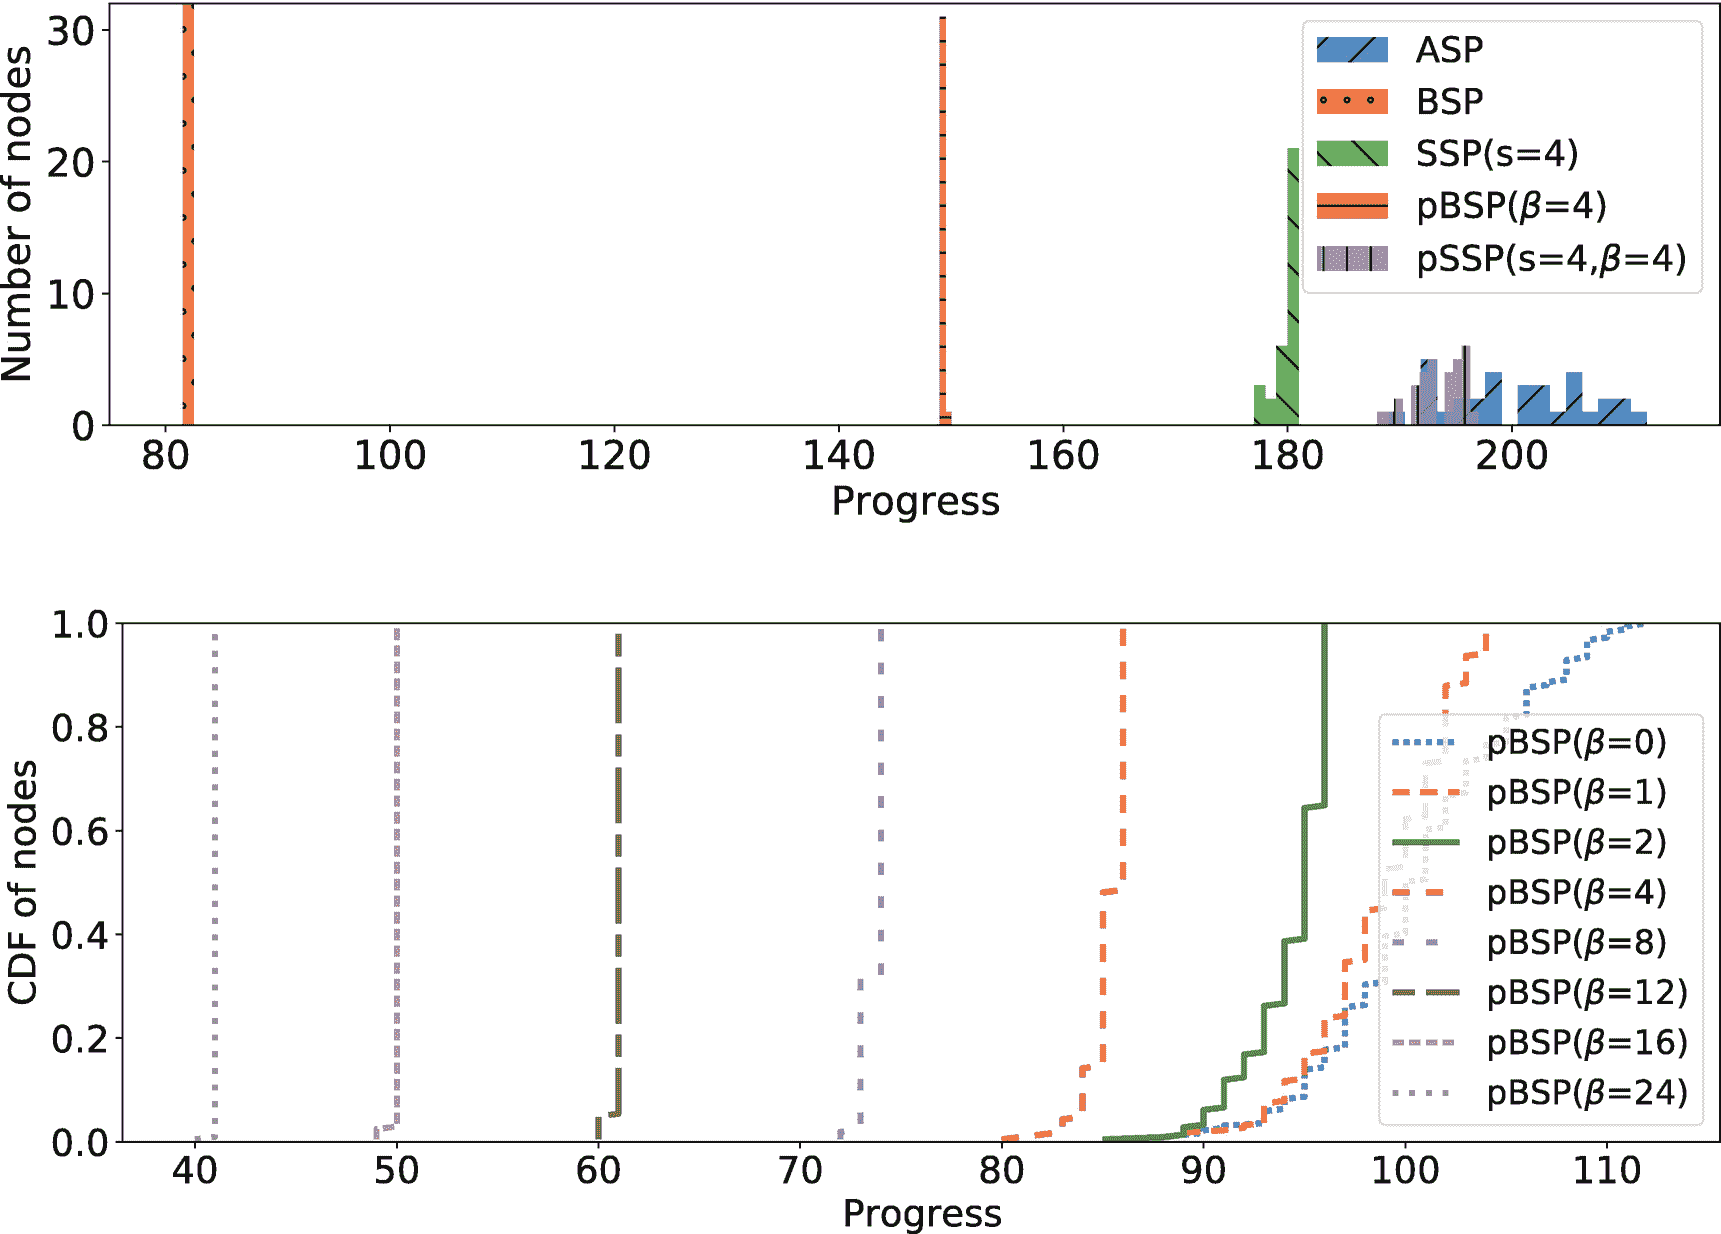 30
20
10
0
Number of nodes
ASP
BSP
SSP(s=4)
pBSP(β=4)
pSSP(s=4,β=4)
80 100 120 140 160 180 200
Progress
1.0
0.8
0.6
0.4
0.2
0.0
CDF of nodes
pBSP(β=0)
pBSP(β=1)
pBSP(β=2)
pBSP(β=4)
pBSP(β=8)
pBSP(β=12)
pBSP(β=16)
pBSP(β=24)
40 50 60 70 80 90 100 110
Progress